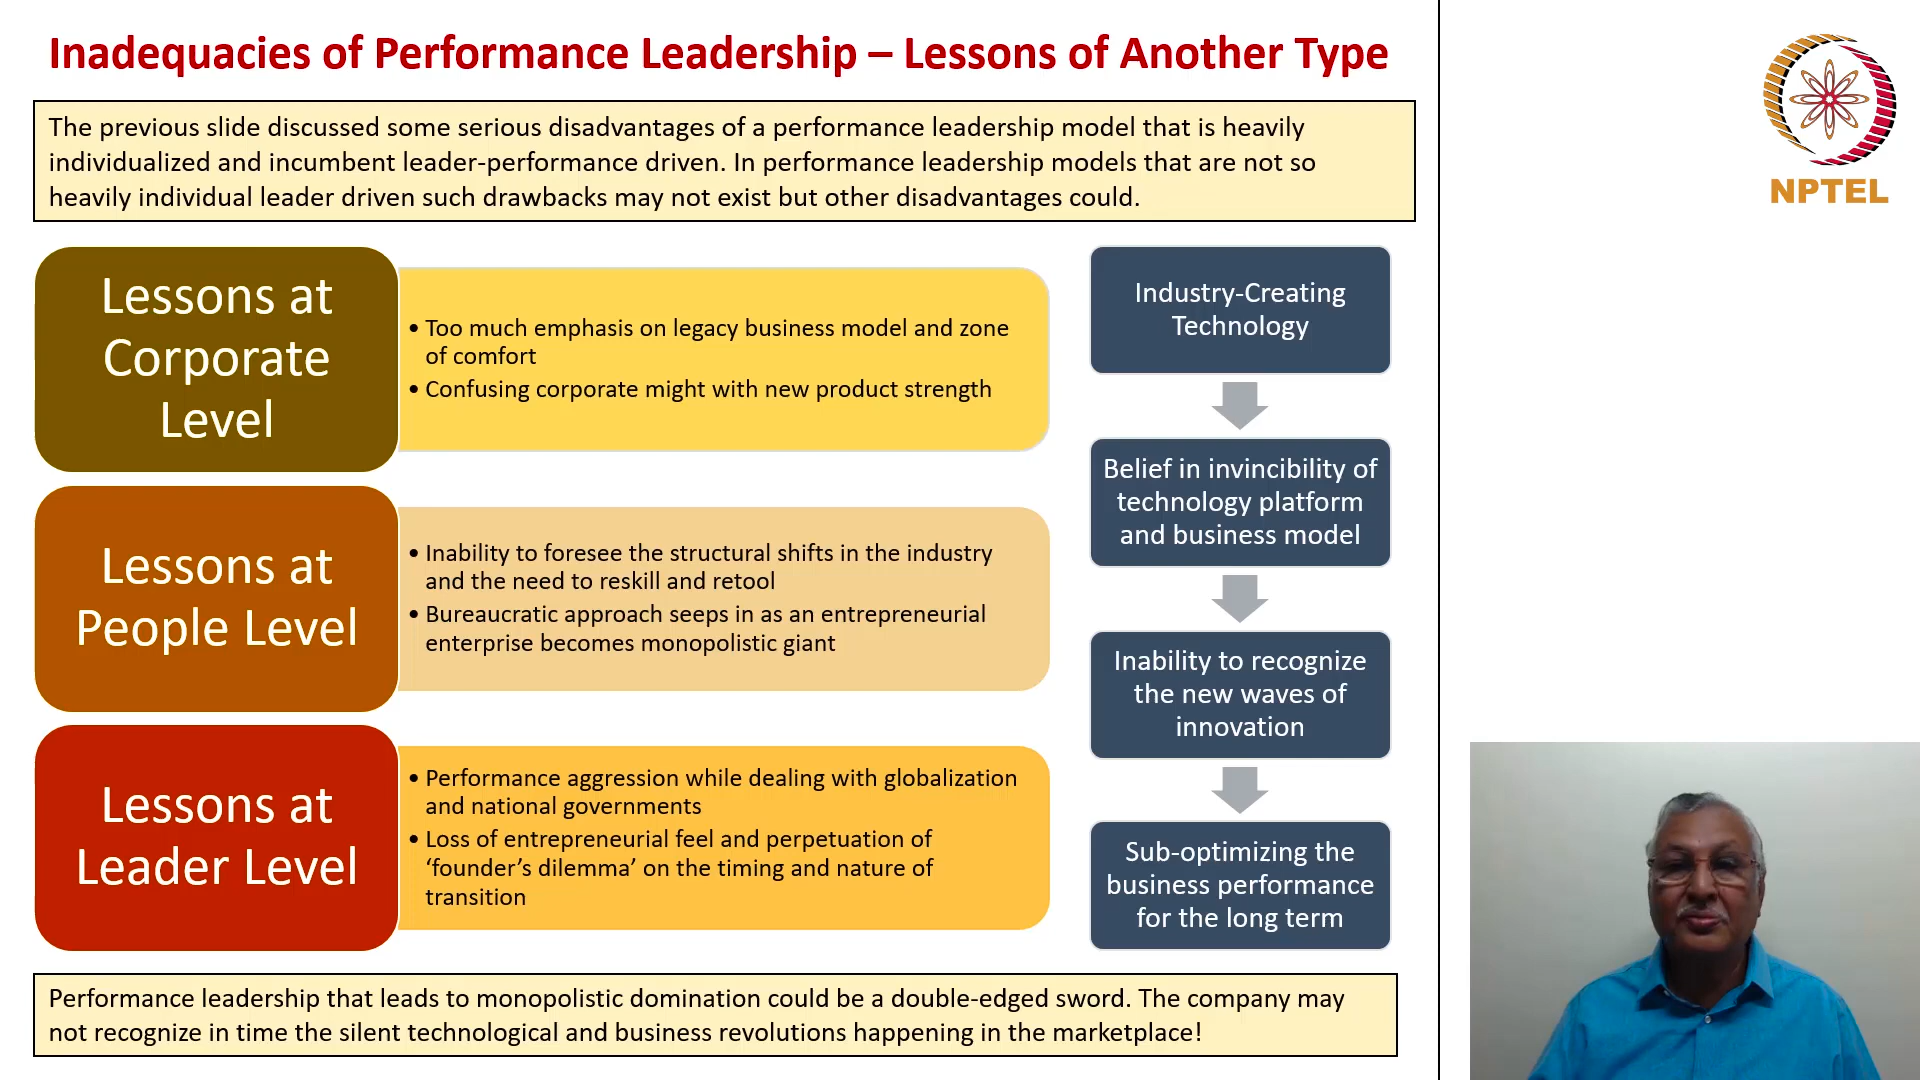 Inadequacies of Performance Leadership – Lessons of Another Type
The previous slide discussed some serious disadvantages of a performance leadership model that is heavily
individualized and incumbent leader-performance driven. In performance leadership models that are not so
heavily individual leader driven such drawbacks may not exist but other disadvantages could.
Lessons at
Corporate
Level
• Too much emphasis on legacy business model and zone
of comfort
• Confusing corporate might with new product strength
Lessons at
People Level
• Inability to foresee the structural shifts in the industry
and the need to reskill and retool
• Bureaucratic approach seeps in as an entrepreneurial
enterprise becomes monopolistic giant
Lessons at
Leader Level
• Performance aggression while dealing with globalization
and national governments
• Loss of entrepreneurial feel and perpetuation of
‘founder’s dilemma’ on the timing and nature of
transition
Industry-Creating
Technology
Belief in invincibility of
technology platform
and business model
Inability to recognize
the new waves of
innovation
Sub-optimizing the
business performance
for the long term
Performance leadership that leads to monopolistic domination could be a double-edged sword. The company may
not recognize in time the silent technological and business revolutions happening in the marketplace!
NPTEL